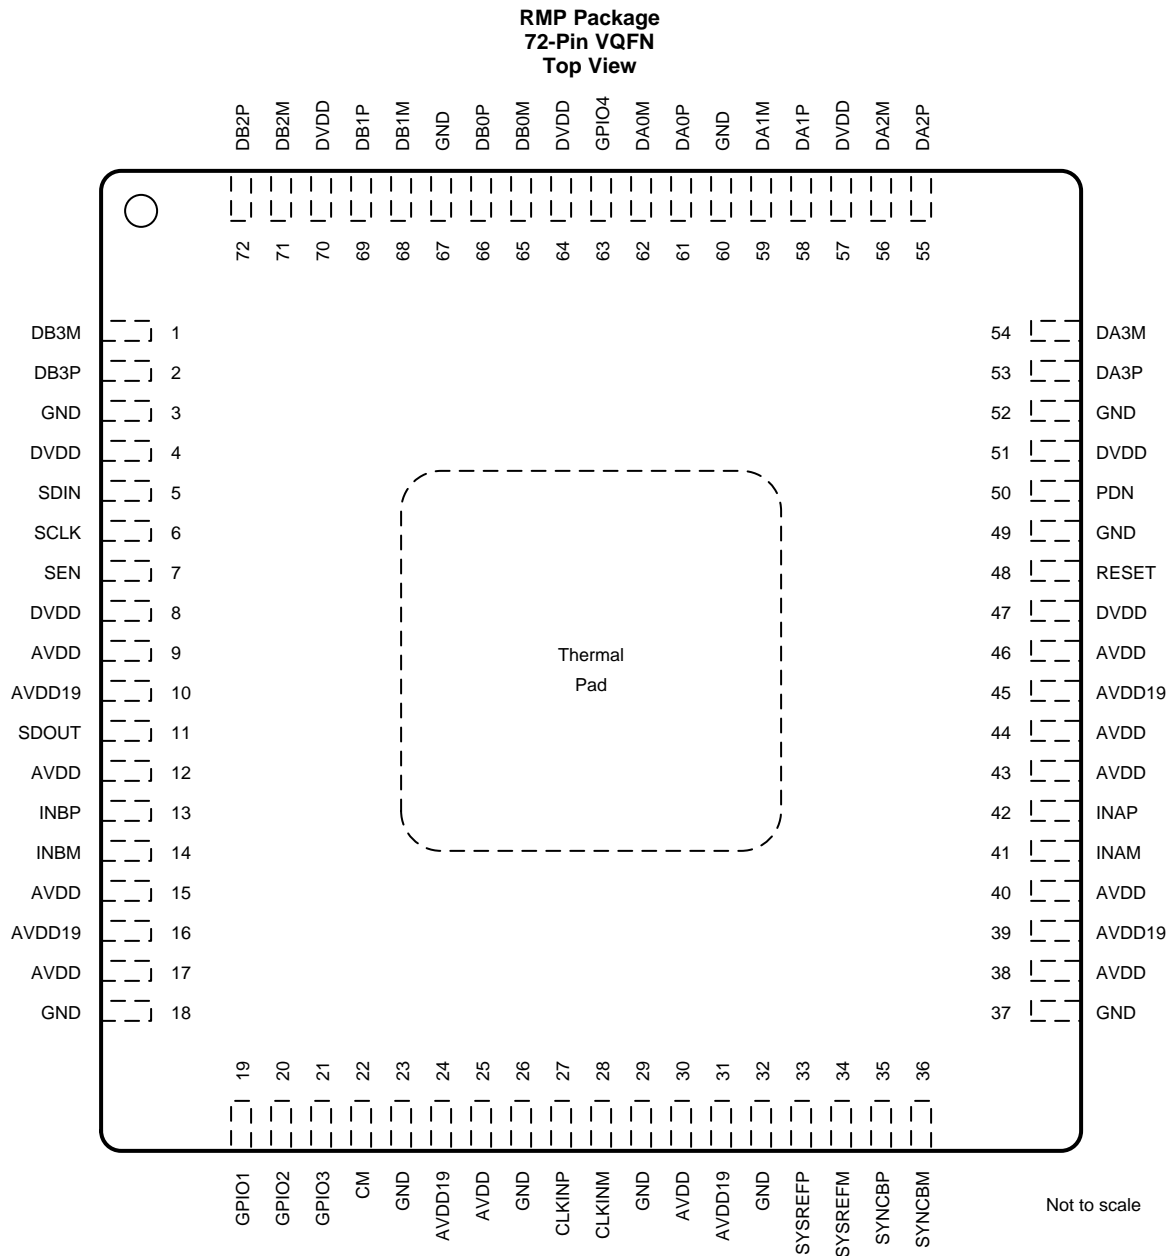 RMP Package
72-Pin VQFN
Top View
DB2P
DB2M
DVDD
DB1P
DB1M
GND
DB0P
DB0M
DVDD
GPIO4
DA0M
DA0P
GND
DA1M
DA1P
DVDD
DA2M
DA2P
72
71
70
69
68
67
66
65
64
63
62
61
60
59
58
57
56
55
DB3M 1
DB3P 2
GND 3
DVDD 4
SDIN 5
SCLK 6
SEN 7
DVDD 8
AVDD 9
AVDD19 10
SDOUT 11
AVDD 12
INBP 13
INBM 14
AVDD 15
AVDD19 16
AVDD 17
GND 18
Thermal
Pad
54 DA3M
53 DA3P
52 GND
51 DVDD
50 PDN
49 GND
48 RESET
47 DVDD
46 AVDD
45 AVDD19
44 AVDD
43 AVDD
42 INAP
41 INAM
40 AVDD
39 AVDD19
38 AVDD
37 GND
19
20
21
22
23
24
25
26
27
28
29
30
31
32
33
34
35
36
GPIO1
GPIO2
GPIO3
CM
GND
AVDD19
AVDD
GND
CLKINP
CLKINM
GND
AVDD
AVDD19
GND
SYSREFP
SYSREFM
SYNCBP
SYNCBM
Not to scale